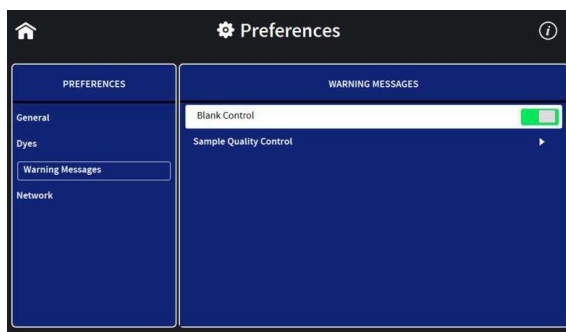 Preferences
PREFERENCES
General
Dyes
Warning Messages
Network
WARNING MESSAGES
Blank Control
Sample Quality Control